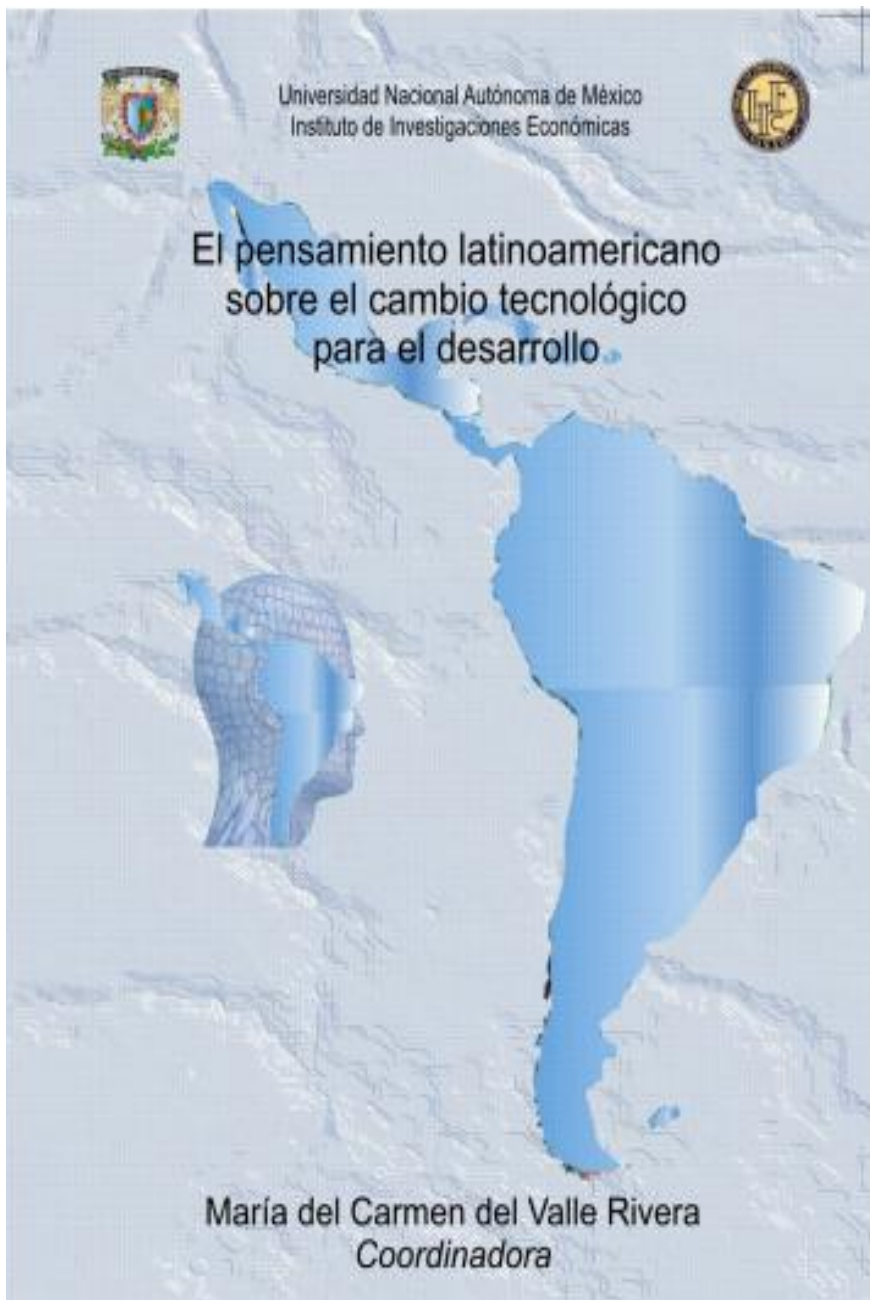 Universidad Nacional Autónoma de México
Instituto de Investigaciones Económicas
El pensamiento latinoamericano
sobre el cambio tecnológico
para el desarrollo
María del Carmen del Valle Rivera
Coordinadora